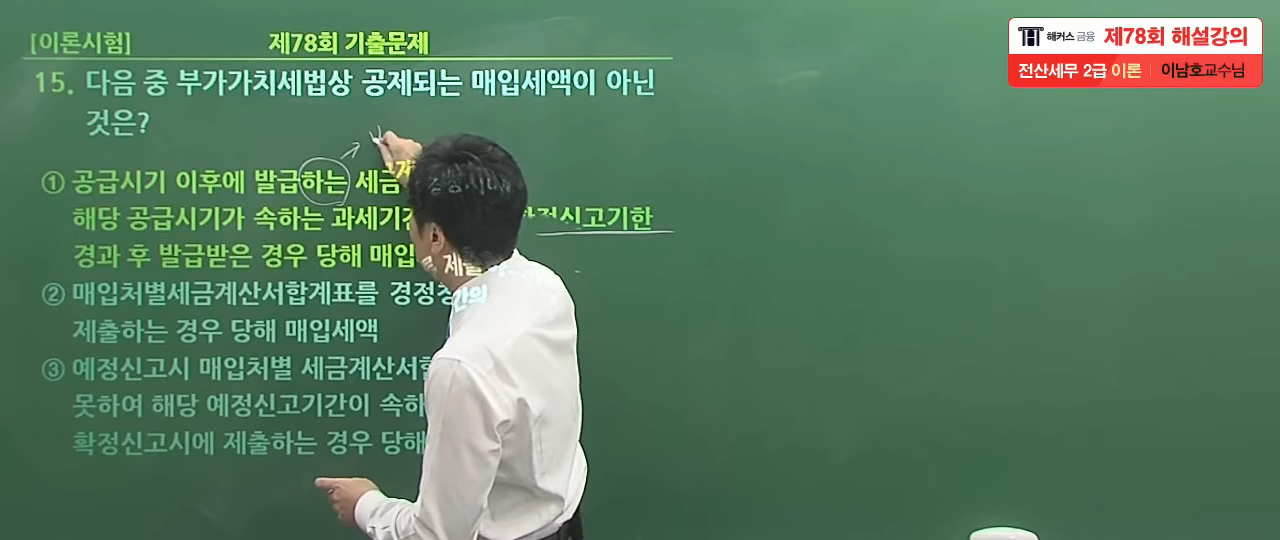 [이론시험] 제78회 기출문제
15. 다음 중 부가가치세법상 공제되는 매입세액이 아닌
것은?
① 공급시기 이후에 발급하는 세금
해당 공급시기가 속하는 과세기 신고기한
경과 후 발급받은 경우 당해 매입
② 매입처별세금계산서합계표를 경정
제출하는 경우 당해 매입세액
③ 예정신고시 매입처별 세금계산서합
못하여 해당 예정신고기간이 속하
확정신고시에 제출하는 경우 당해
해커스 금융 제78회 해설강의
전산세무 2급 이론 이남호교수님